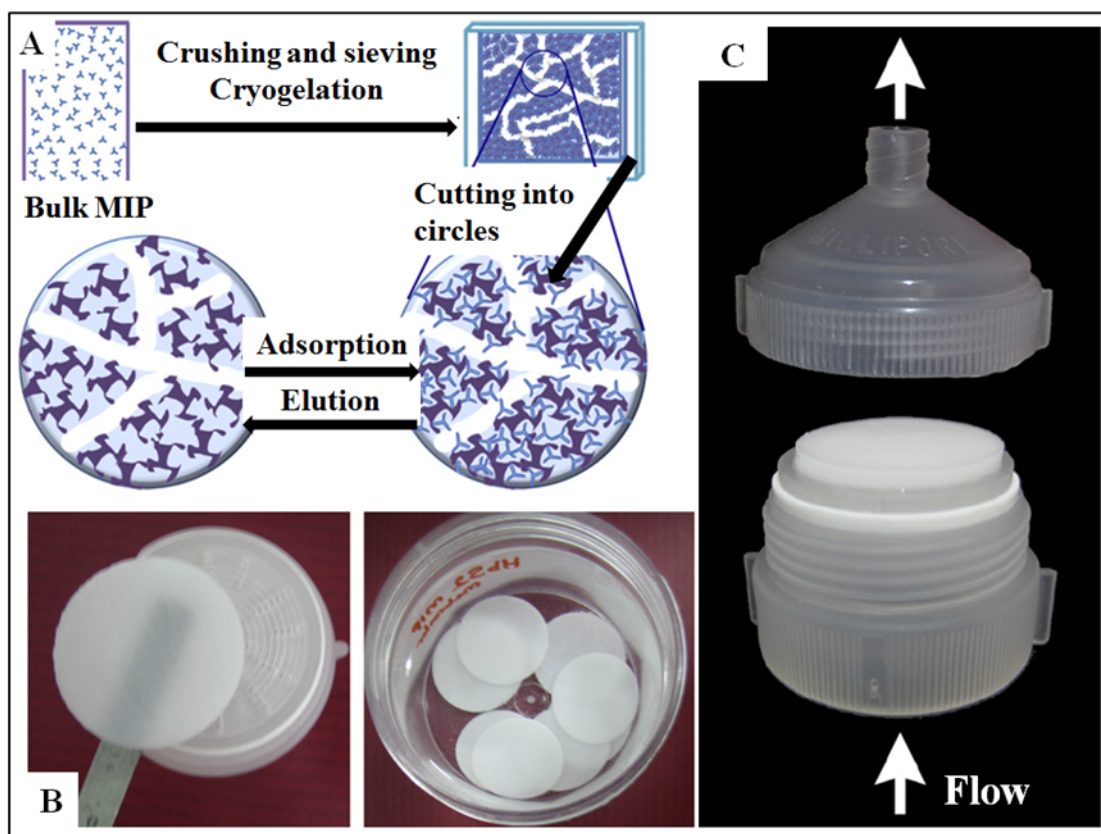 A
Crushing and sieving
Cryogelation
Bulk MIP
Cutting into
circles
Adsorption
Elution
B
C
MILLIPORE
Flow